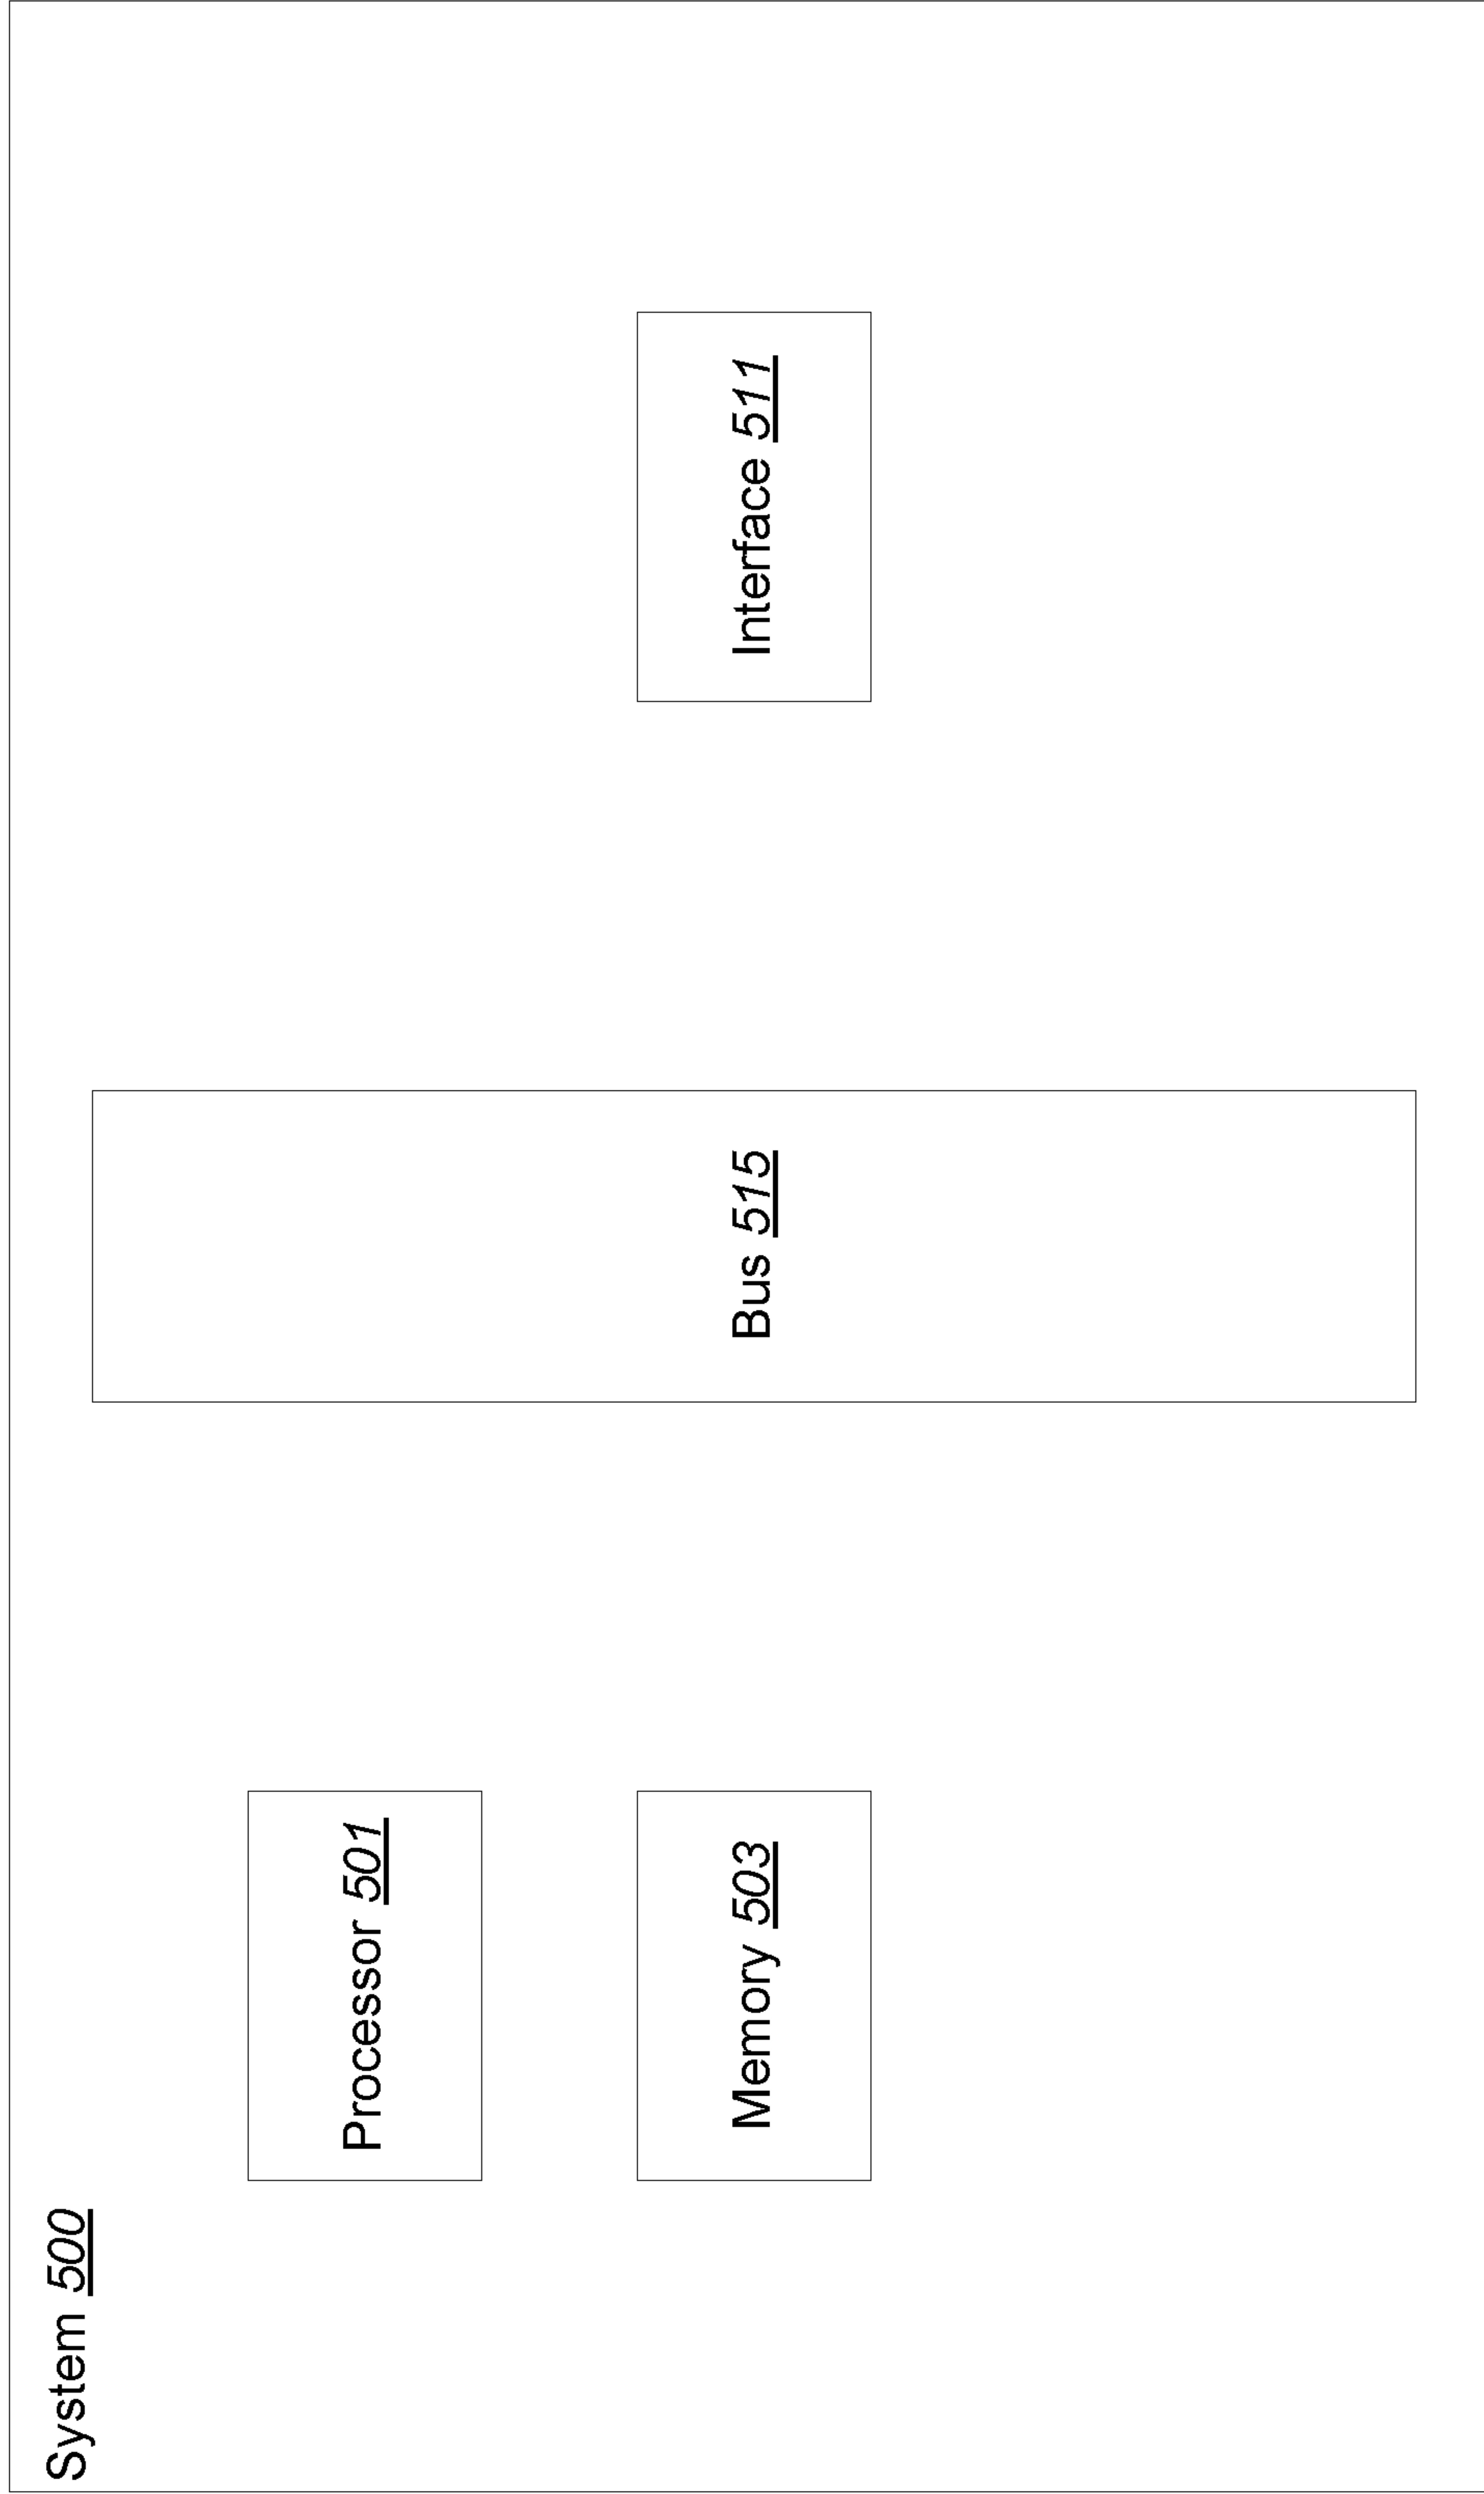 System 500
Processor 501
Memory 503
Bus 515
Interface 511